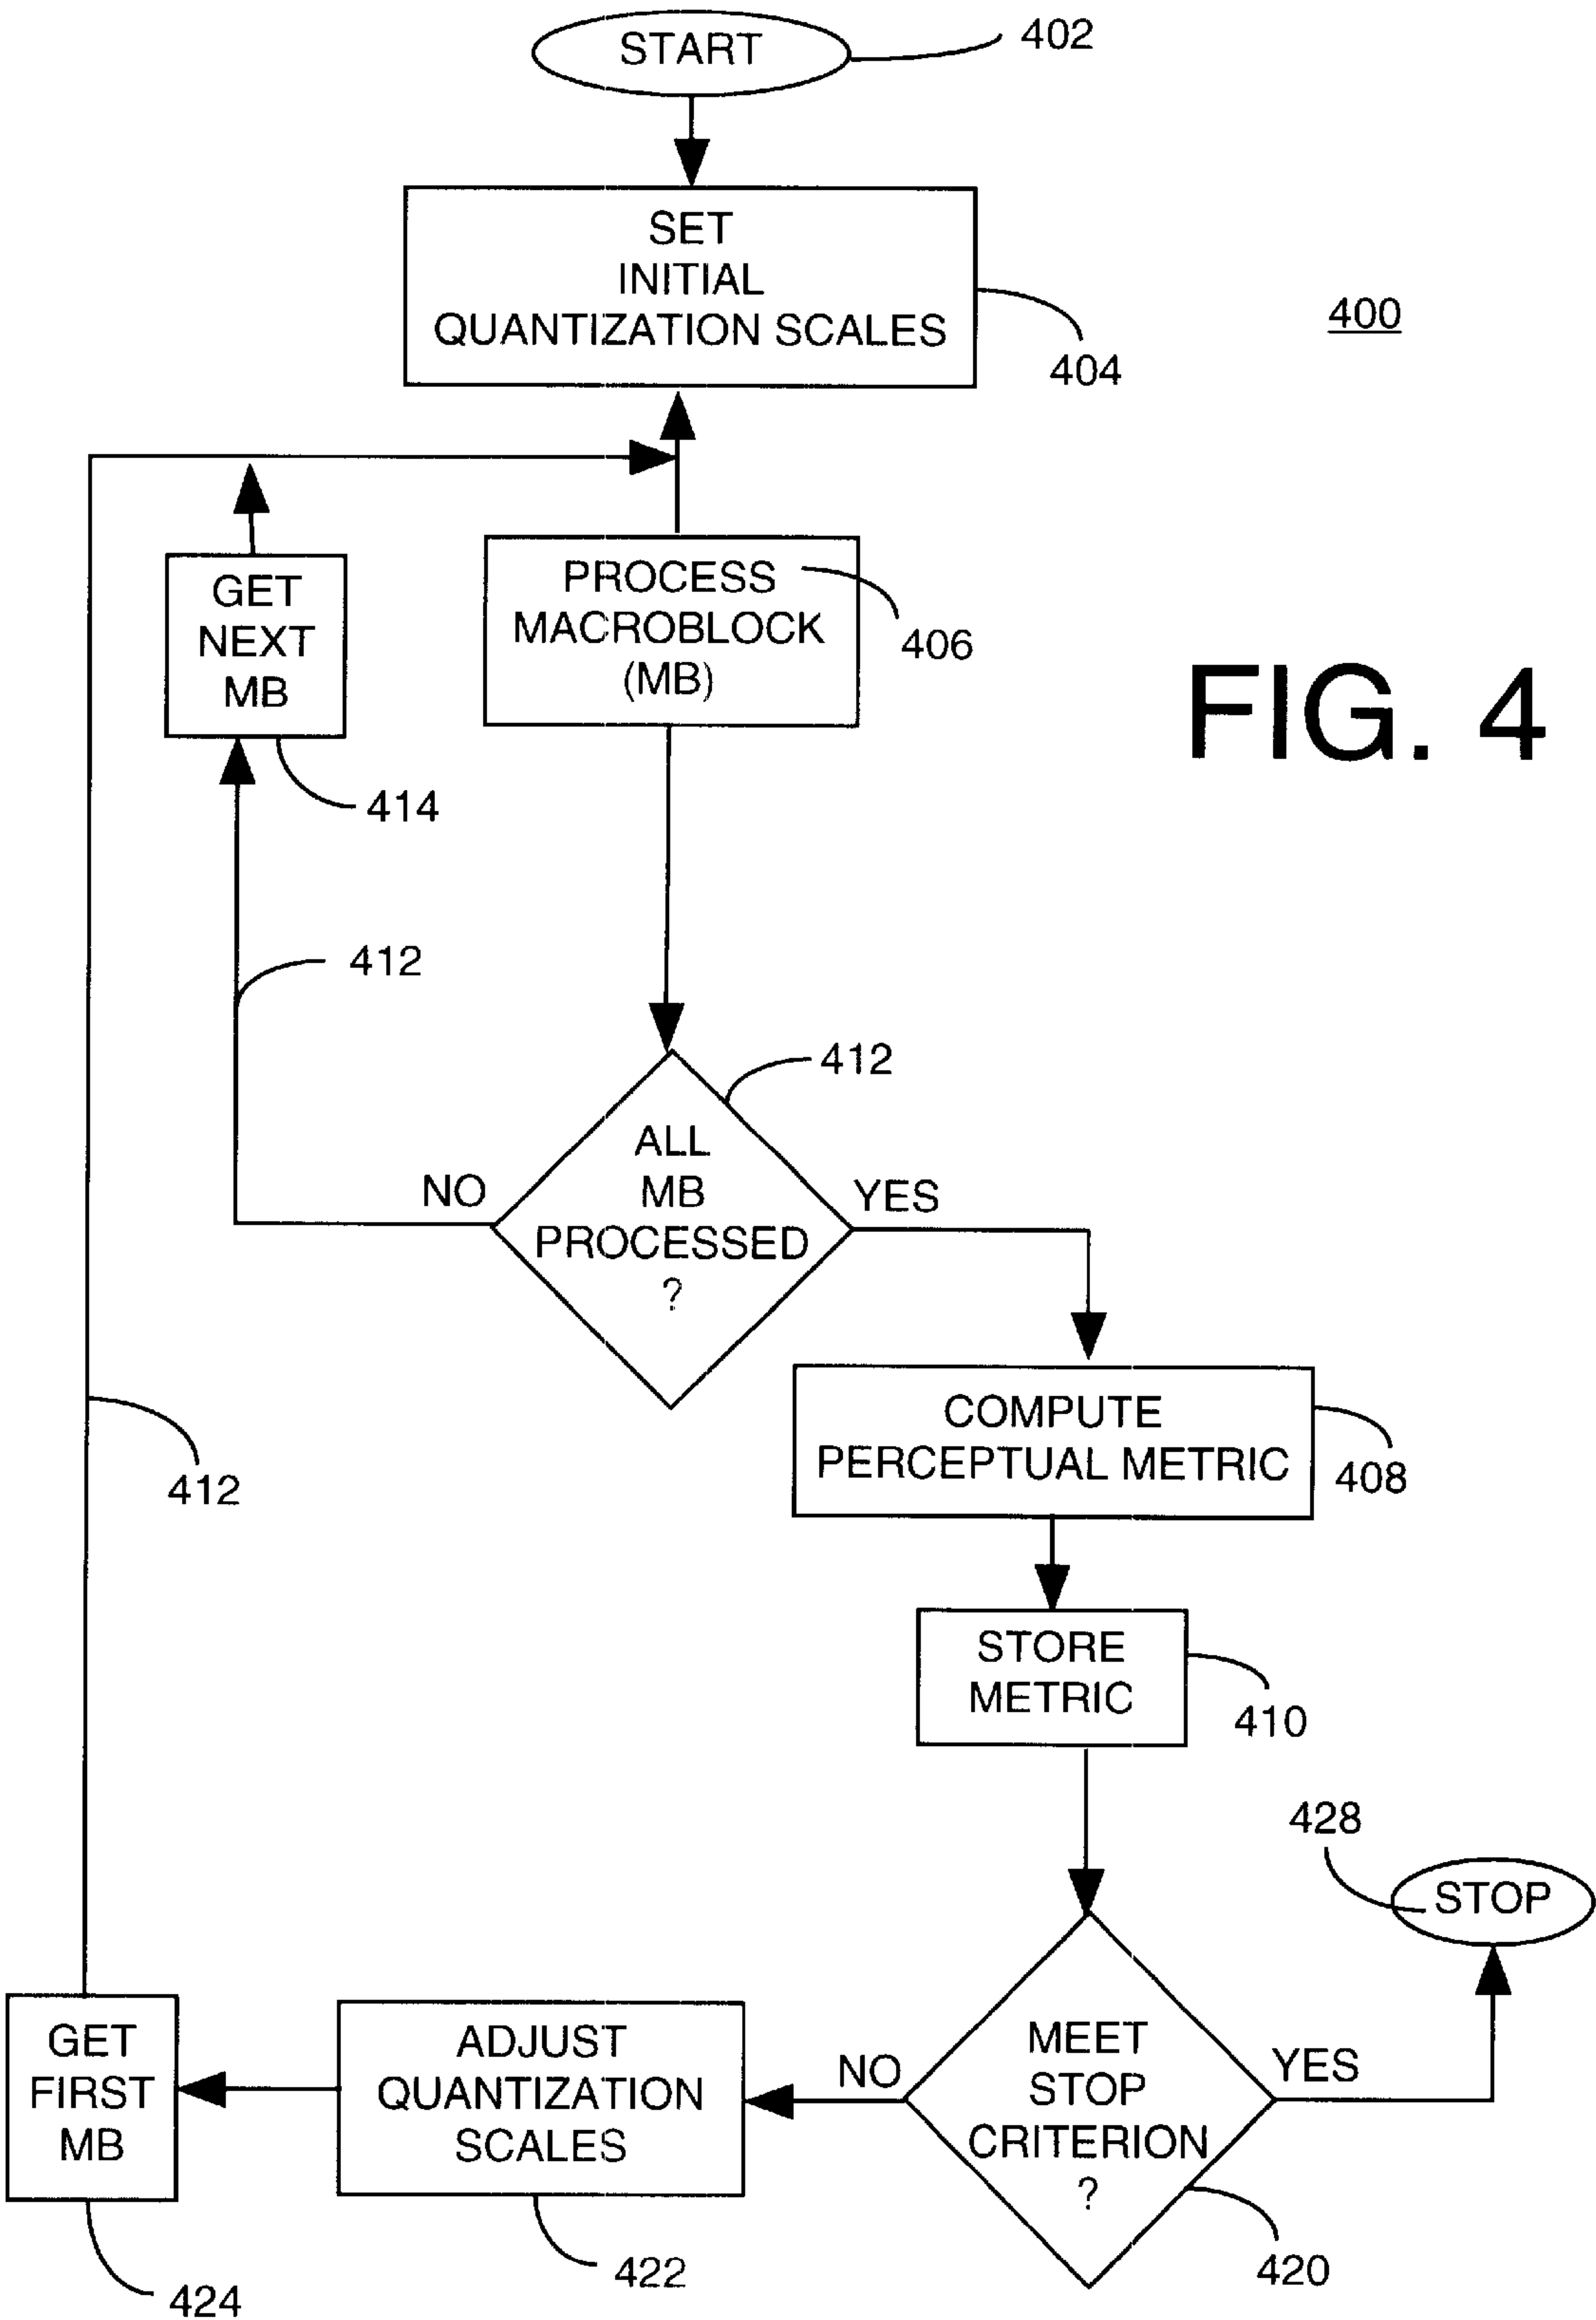 START
402
SET
INITIAL
QUANTIZATION SCALES
404
400
GET
NEXT
MB
414
PROCESS
MACROBLOCK
(MB)
406
FIG. 4
412
412
ALL
MB
PROCESSED
?
NO
YES
412
COMPUTE
PERCEPTUAL METRIC
408
STORE
METRIC
410
428
STOP
MEET
STOP
CRITERION
?
NO
YES
420
ADJUST
QUANTIZATION
SCALES
422
GET
FIRST
MB
424